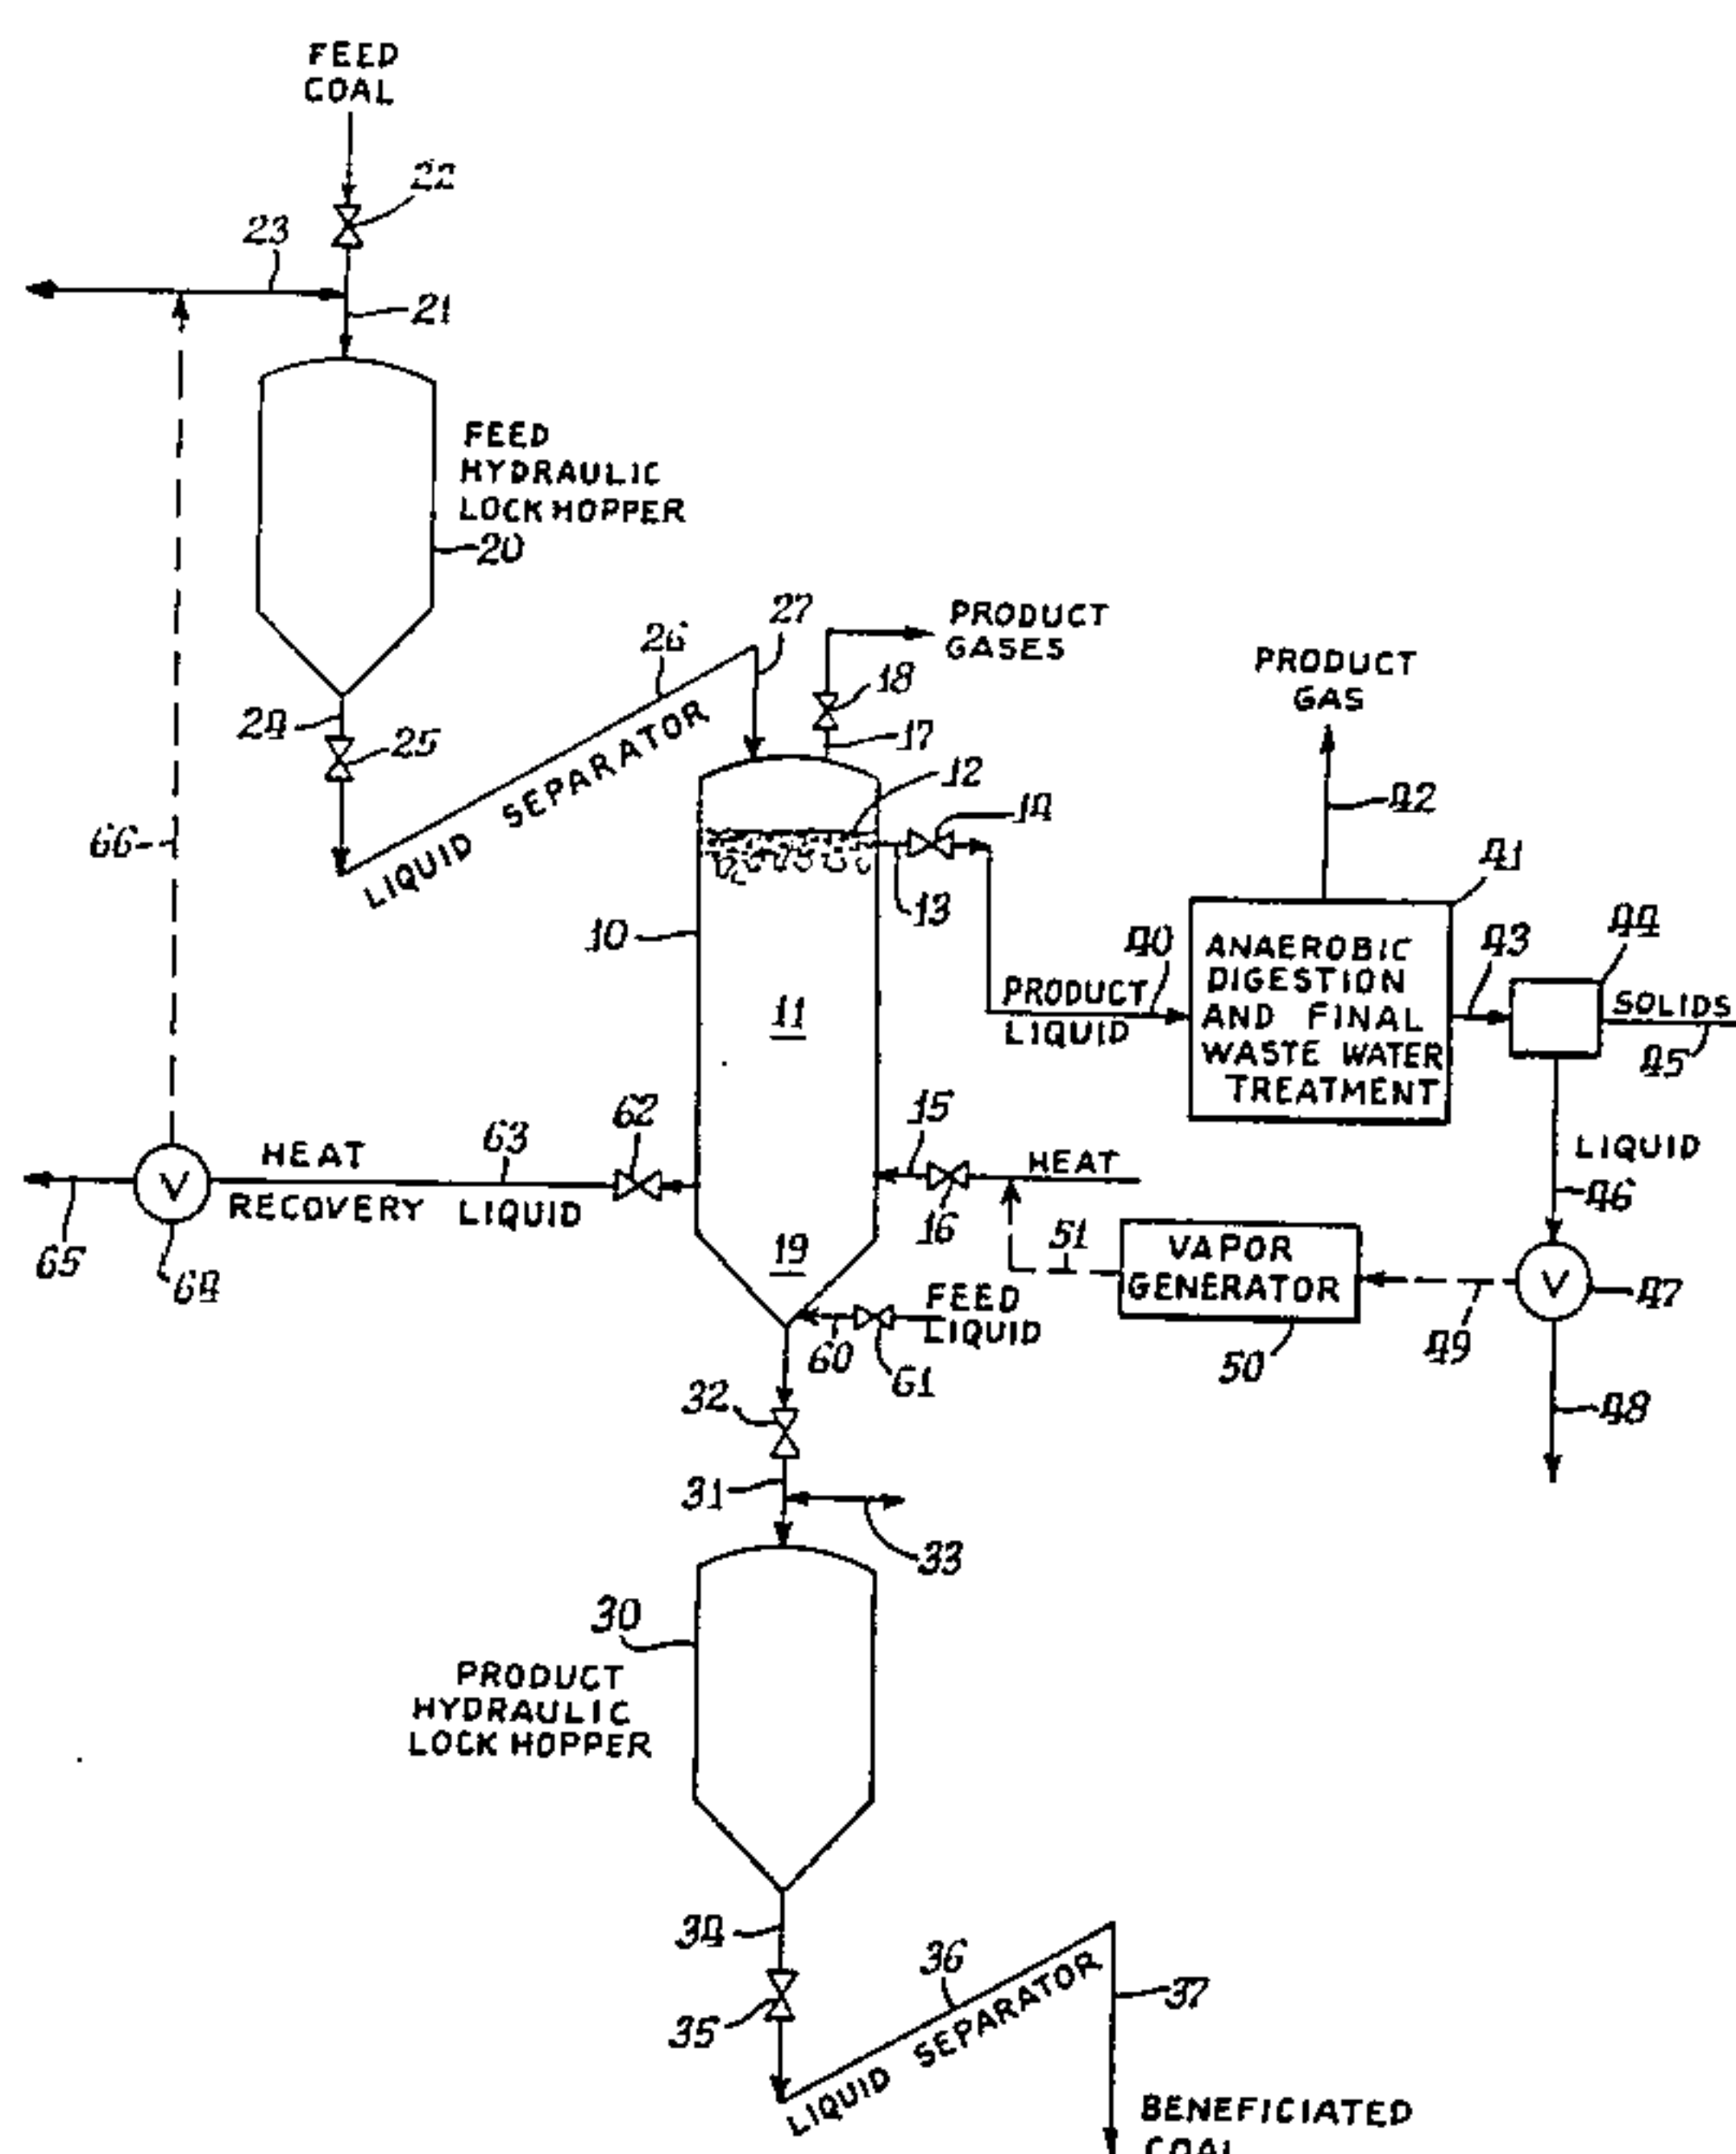 FEED
COAL
22
23
21
FEED
HYDRAULIC
LOCK HOPPER
20
24
25
26
27
LIQUID SEPARATOR
PRODUCT
GASES
18
17
12
14
13
10
11
66
PRODUCT
GAS
42
41
40
PRODUCT
LIQUID
ANAEROBIC
DIGESTION
AND FINAL
WASTE WATER
TREATMENT
43
44
SOLIDS
45
LIQUID
46
47
V
48
49
VAPOR
GENERATOR
50
51
15
HEAT
16
62
63
HEAT
RECOVERY LIQUID
V
65
64
19
FEED
LIQUID
60
61
32
31
33
30
PRODUCT
HYDRAULIC
LOCK HOPPER
34
35
36
LIQUID SEPARATOR
37
BENEFICIATED
COAL